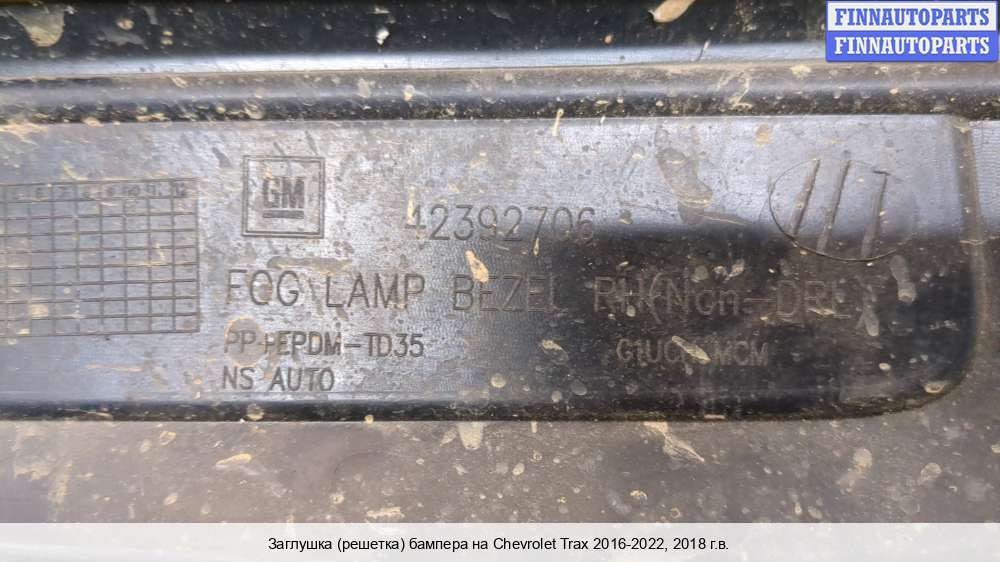 FINNAUTOPARTS
FINNAUTOPARTS
GM
42392706
FOG LAMP BEZEL RH(Non-DRL)
PP+EPDM-TD35
NS AUTO
Заглушка (решетка) бампера на Chevrolet Trax 2016-2022, 2018 г.в.